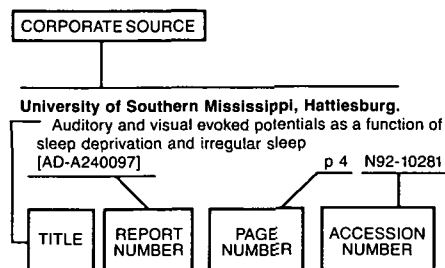 CORPORATE SOURCE
University of Southern Mississippi, Hattiesburg.
Auditory and visual evoked potentials as a function of
sleep deprivation and irregular sleep
[AD-A240097] p 4 N92-10281
TITLE REPORT NUMBER PAGE NUMBER ACCESSION NUMBER